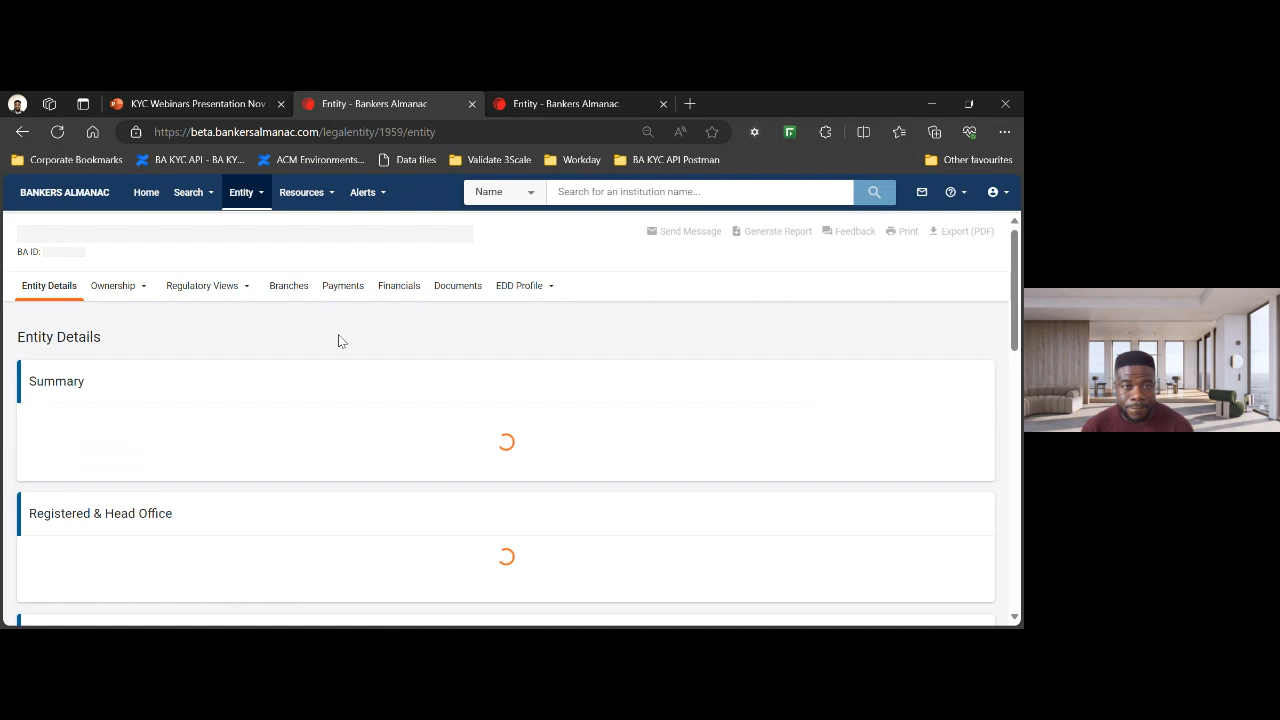 KYC Webinars Presentation Nov Entity - Bankers Almanac Entity - Bankers Almanac
https://beta.bankersalmanac.com/legalentity/1959/entity
Corporate Bookmarks BA KYC API - BA KY... ACM Environments... Data files Validate 3Scale Workday BA KYC API Postman Other favourites
BANKERS ALMANAC Home Search Entity Resources Alerts Name Search for an institution name...
Send Message Generate Report Feedback Print Export (PDF)
BA ID:
Entity Details Ownership Regulatory Views Branches Payments Financials Documents EDD Profile
Entity Details
Summary
Registered & Head Office